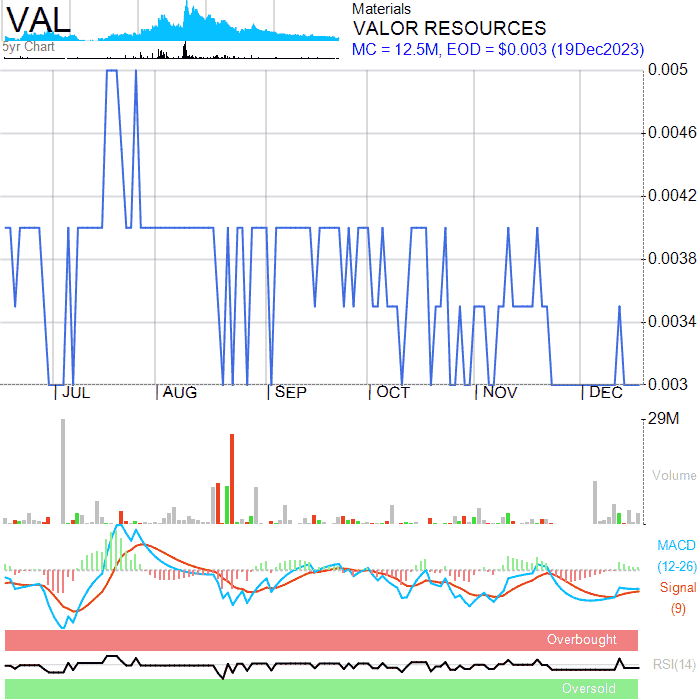 VAL
5yr Chart
Materials
VALOR RESOURCES
MC = 12.5M, EOD = $0.003 (19Dec2023)
0.005
0.0046
0.0042
0.0038
0.0034
0.003
JUL
AUG
SEP
OCT
NOV
DEC
29M
Volume
MACD
(12-26)
Signal
(9)
Overbought
RSI(14)
Oversold